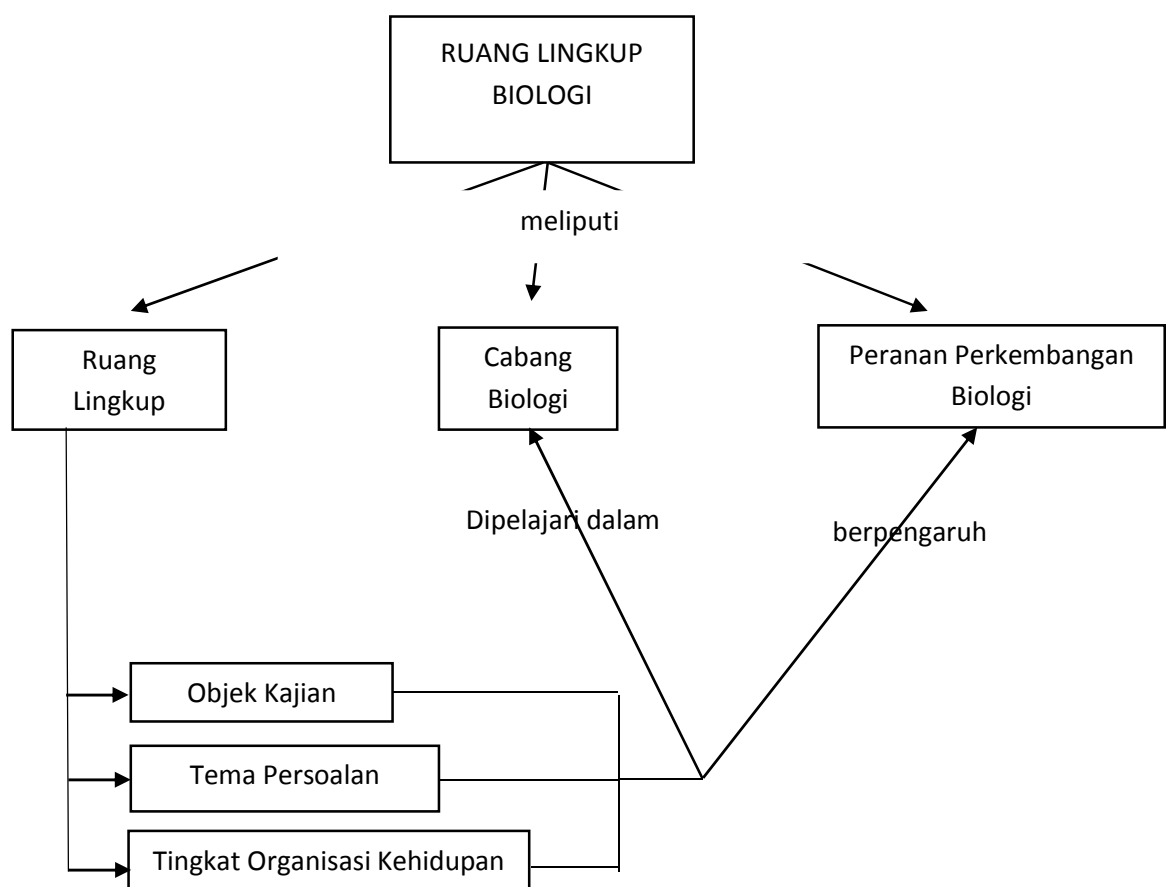 RUANG LINGKUP
BIOLOGI
meliputi
Ruang
Lingkup
Cabang
Biologi
Peranan Perkembangan
Biologi
Dipelajari dalam
berpengaruh
Objek Kajian
Tema Persoalan
Tingkat Organisasi Kehidupan